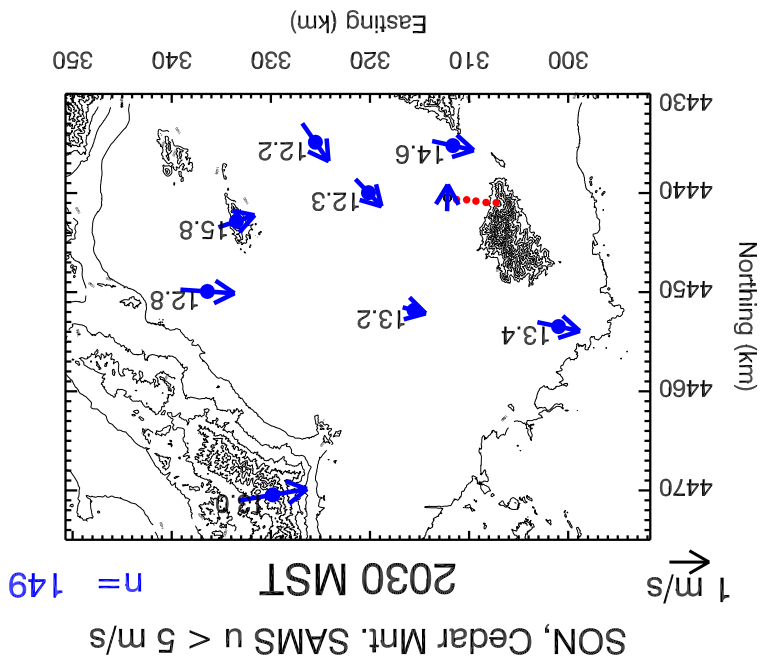 SON, Cedar Mnt. SAMS u < 5 m/s
1 m/s
2030 MST
n= 149
Northing (km)
4470
4460
4450
4440
4430
13.4
13.2
12.8
15.8
12.3
14.6
12.2
300 310 320 330 340 350
Easting (km)